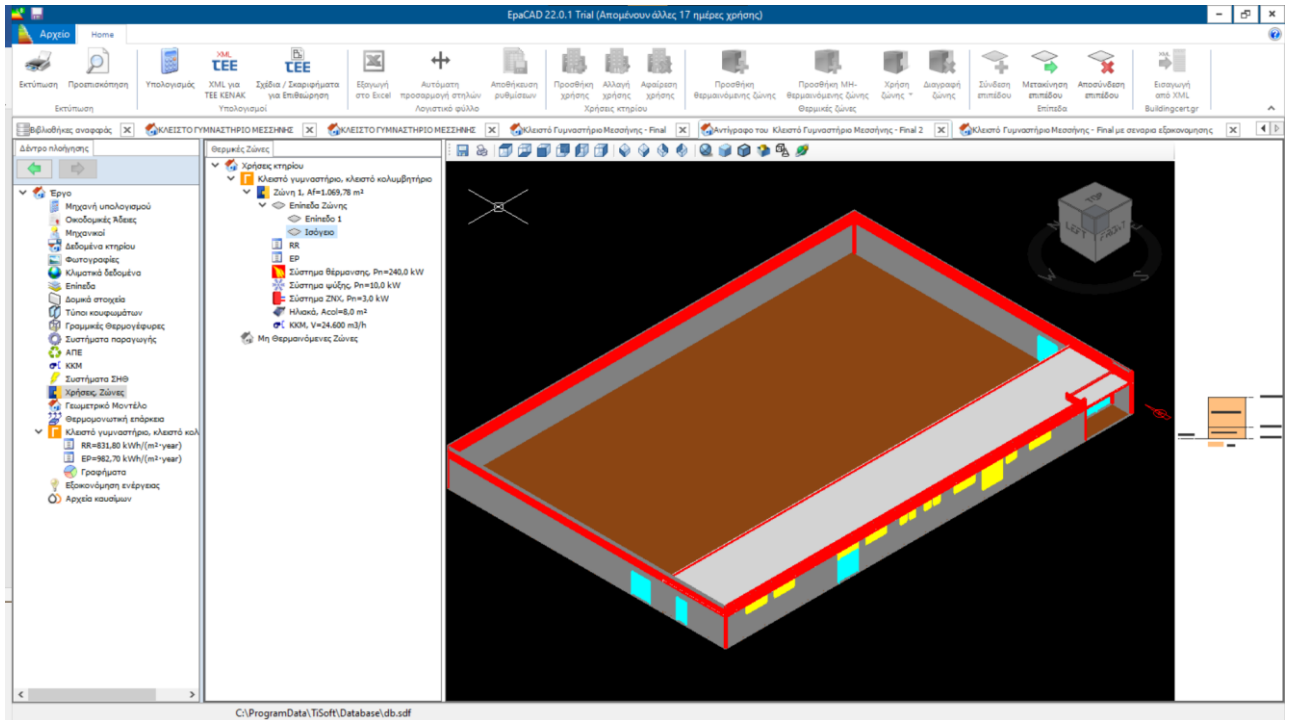 EpaCAD 22.0.1 Trial (Απομένουν άλλες 17 ημέρες χρήσης)
Αρχείο Home
Εκτύπωση Προεπισκόπηση Υπολογισμός XML για ΤΕΕ ΚΕΝΑΚ Σχέδια / Σκαριφήματα για Επιθεώρηση Εξαγωγή στο Excel Αυτόματη προσαρμογή στηλών Αποθήκευση ρυθμίσεων Προσθήκη χρήσης Αλλαγή χρήσης Αφαίρεση χρήσης Προσθήκη θερμαινόμενης ζώνης Προσθήκη ΜΗ-θερμαινόμενης ζώνης Χρήση ζώνης Διαγραφή ζώνης Σύνδεση επιπέδου Μετακίνηση επιπέδου Αποσύνδεση επιπέδου Εισαγωγή από XML
Εκτύπωση Υπολογισμοί Λογιστικό φύλλο Χρήσεις κτηρίου Θερμικές ζώνες Επίπεδα Buildingcert.gr
Βιβλιοθήκες αναφοράς ΚΛΕΙΣΤΟ ΓΥΜΝΑΣΤΗΡΙΟ ΜΕΣΣΗΝΗΣ ΚΛΕΙΣΤΟ ΓΥΜΝΑΣΤΗΡΙΟ ΜΕΣΣΗΝΗΣ Κλειστό Γυμναστήριο Μεσσήνης - Final Αντίγραφο του Κλειστό Γυμναστήριο Μεσσήνης - Final 2 Κλειστό Γυμναστήριο Μεσσήνης - Final με σεναρια εξοικονομησης
Δέντρο πλοήγησης
Έργο
Μηχανή υπολογισμού
Οικοδομικές Άδειες
Μηχανικοί
Δεδομένα κτηρίου
Φωτογραφίες
Κλιματικά δεδομένα
Επίπεδα
Δομικά στοιχεία
Τύποι κουφωμάτων
Γραμμικές Θερμογέφυρες
Συστήματα παραγωγής
ΑΠΕ
ΚΚΜ
Συστήματα ΣΗΘ
Χρήσεις, Ζώνες
Γεωμετρικό Μοντέλο
Θερμομονωτική επάρκεια
Κλειστό γυμναστήριο, κλειστό κολ
RR=831,80 kWh/(m²·year)
EP=982,70 kWh/(m²·year)
Γραφήματα
Εξοικονόμηση ενέργειας
Αρχεία καυσίμων
Θερμικές Ζώνες
Χρήσεις κτηρίου
Κλειστό γυμναστήριο, κλειστό κολυμβητήριο
Ζώνη 1, Af=1.069,78 m²
Επίπεδα Ζώνης
Επίπεδο 1
Ισόγειο
RR
EP
Σύστημα θέρμανσης, Pn=240,0 kW
Σύστημα ψύξης, Pn=10,0 kW
Σύστημα ΖΝΧ, Pn=3,0 kW
Ηλιακά, Acol=8,0 m²
ΚΚΜ, V=24.600 m3/h
Μη Θερμαινόμενες Ζώνες
TOP
LEFT FRONT
W S
C:\ProgramData\TiSoft\Database\db.sdf